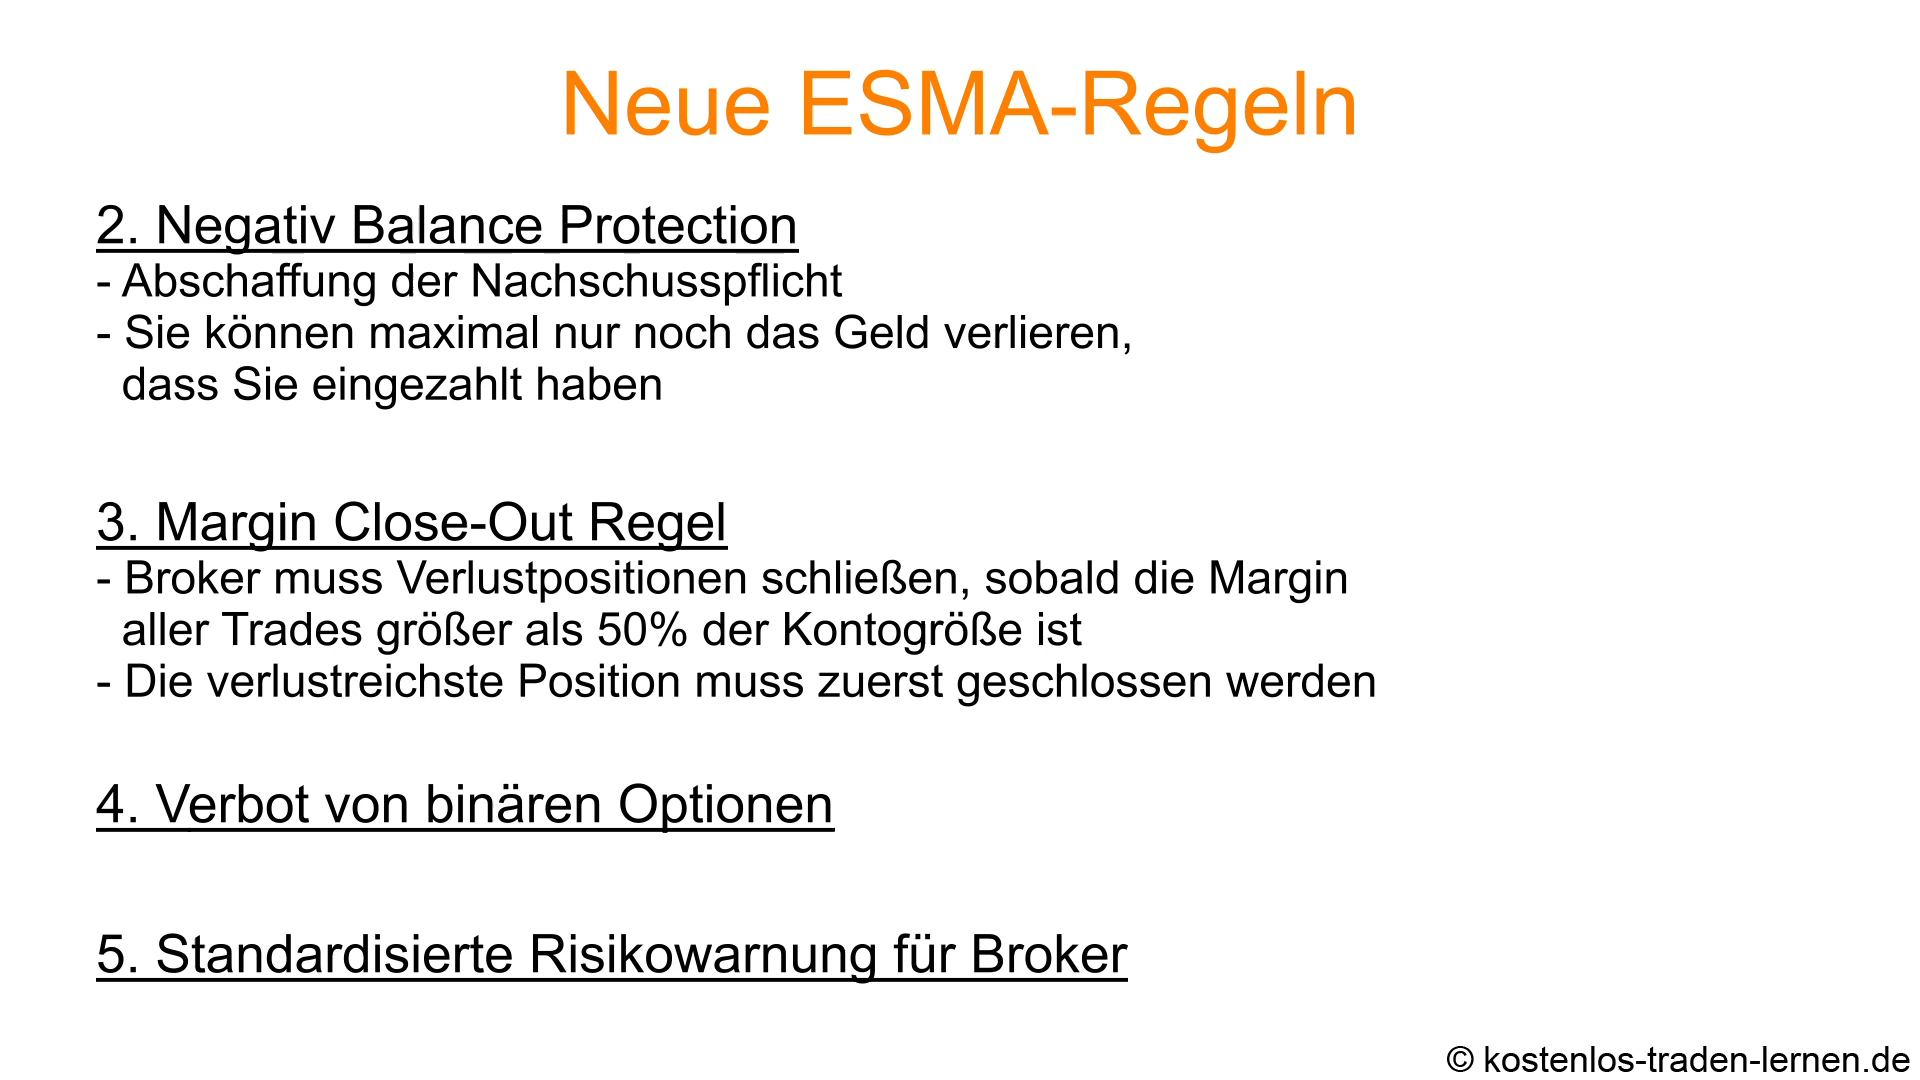 Neue ESMA-Regeln
2. Negativ Balance Protection
- Abschaffung der Nachschusspflicht
- Sie können maximal nur noch das Geld verlieren,
dass Sie eingezahlt haben
3. Margin Close-Out Regel
- Broker muss Verlustpositionen schließen, sobald die Margin
aller Trades größer als 50% der Kontogröße ist
- Die verlustreichste Position muss zuerst geschlossen werden
4. Verbot von binären Optionen
5. Standardisierte Risikowarnung für Broker
© kostenlos-traden-lernen.de